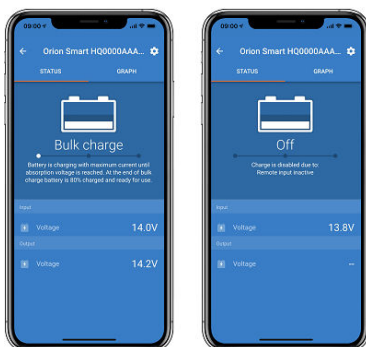 09:00
Orion Smart HQ0000AAA...
STATUS
GRAPH
Bulk charge
Battery is charging with maximum current until
absorption voltage is reached. At the end of bulk
charge battery is 80% charged and ready for use.
Input
Voltage
14.0V
Output
Voltage
14.2V
09:00
Orion Smart HQ0000AAA...
STATUS
GRAPH
Off
Charge is disabled due to:
Remote input inactive
Input
Voltage
13.8V
Output
Voltage
--